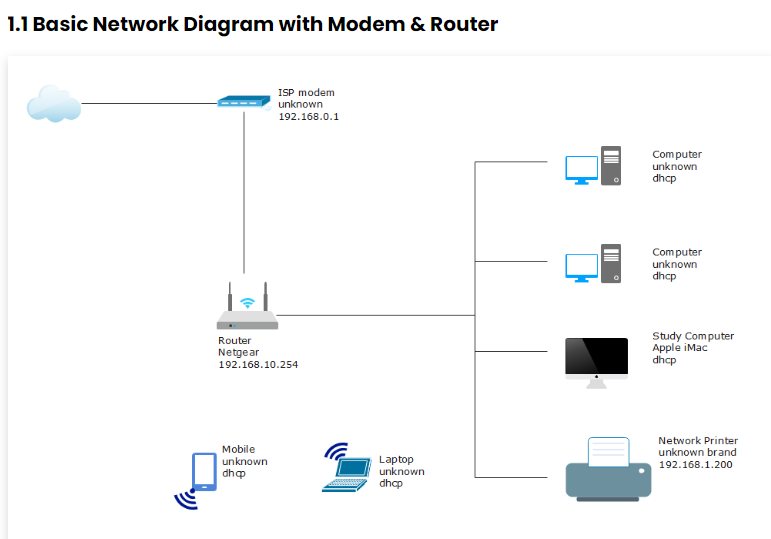 1.1 Basic Network Diagram with Modem & Router
ISP modem
unknown
192.168.0.1
Computer
unknown
dhcp
Computer
unknown
dhcp
Router
Netgear
192.168.10.254
Study Computer
Apple iMac
dhcp
Mobile
unknown
dhcp
Laptop
unknown
dhcp
Network Printer
unknown brand
192.168.1.200